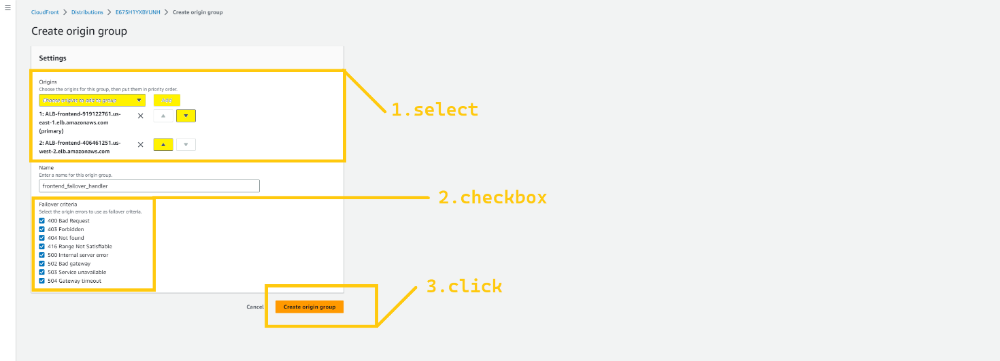 CloudFront > Distributions > E675H1YXBYUNH > Create origin group
Create origin group
Settings
Origins
Choose the origins for this group, then put them in priority order.
Choose origins to add to group ▼ Add
1: ALB-frontend-919122761.us-
east-1.elb.amazonaws.com
(primary)
2: ALB-frontend-406461251.us-
west-2.elb.amazonaws.com
1.select
Name
Enter a name for this origin group.
frontend_failover_handler
2.checkbox
Failover criteria
Select the origin errors to use as failover criteria.
400 Bad Request
403 Forbidden
404 Not found
416 Range Not Satisfiable
500 Internal server error
502 Bad gateway
503 Service unavailable
504 Gateway timeout
3.click
Cancel Create origin group